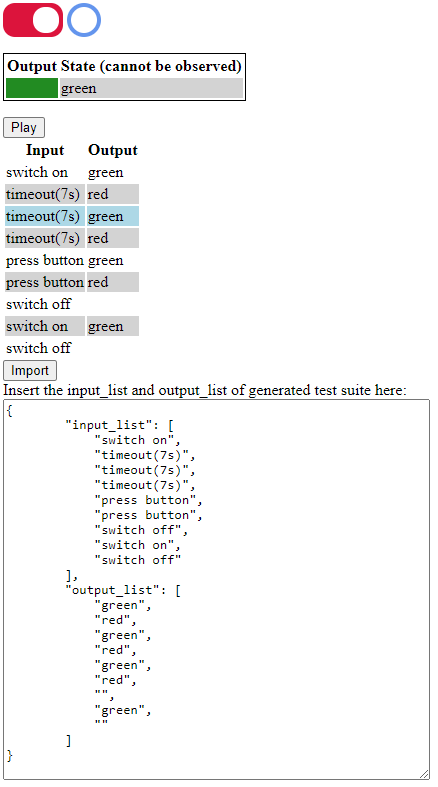 Output State (cannot be observed)
green
Play
Input Output
switch on green
timeout(7s) red
timeout(7s) green
timeout(7s) red
press button green
press button red
switch off
switch on green
switch off
Import
Insert the input_list and output_list of generated test suite here:
{
"input_list": [
"switch on",
"timeout(7s)",
"timeout(7s)",
"timeout(7s)",
"press button",
"press button",
"switch off",
"switch on",
"switch off"
],
"output_list": [
"green",
"red",
"green",
"red",
"green",
"red",
"",
"green",
""
]
}